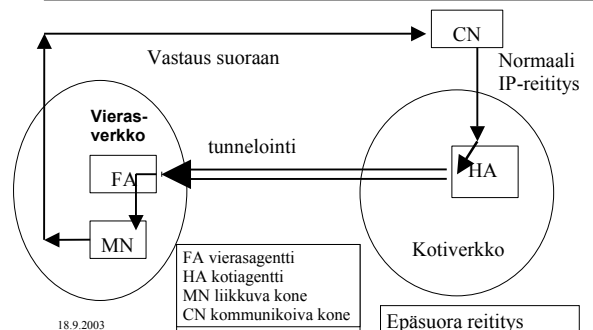 CN
Vastaus suoraan
Normaali
IP-reititys
Vieras-
verkko
tunnelointi
FA
HA
MN
Kotiverkko
FA vierasagentti
HA kotiagentti
MN liikkuva kone
CN kommunikoiva kone
18.9.2003
Epäsuora reititys